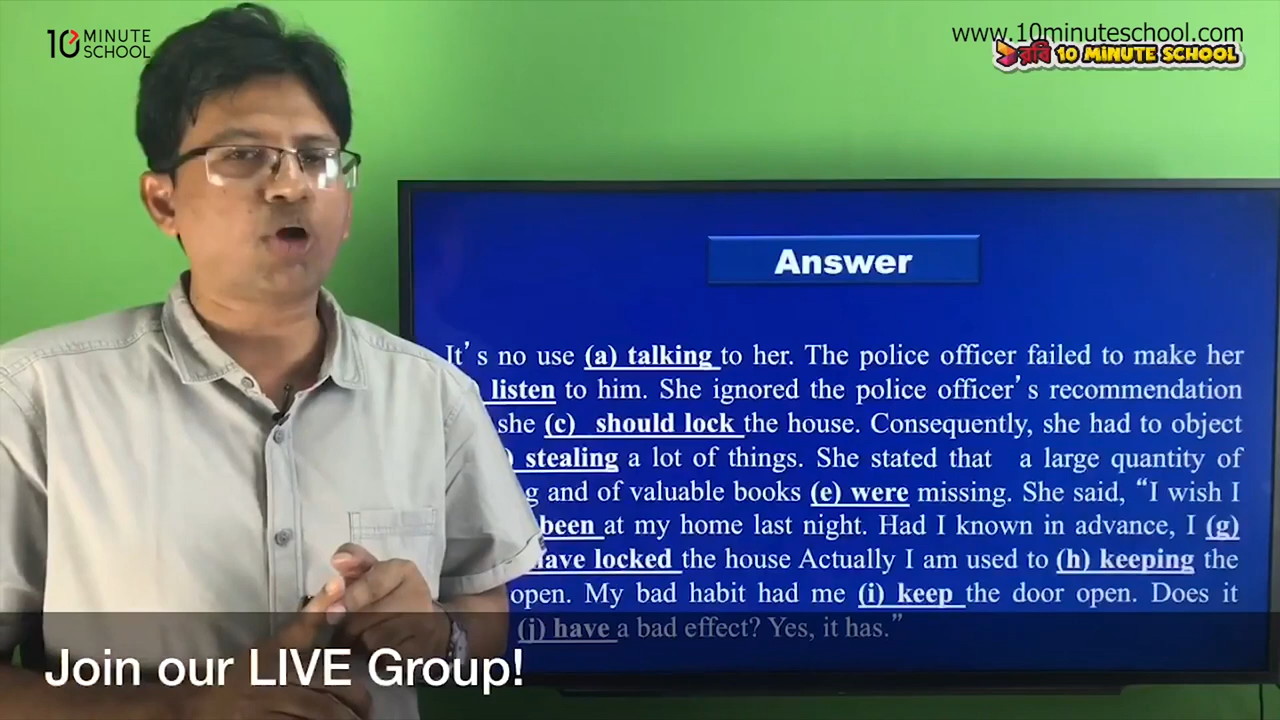 10 MINUTE SCHOOL
www.10minuteschool.com
রবি 10 MiNUTE SCHOOL
Answer
It's no use (a) talking to her. The police officer failed to make her
listen to him. She ignored the police officer's recommendation
she (c) should lock the house. Consequently, she had to object
stealing a lot of things. She stated that a large quantity of
and of valuable books (e) were missing. She said, “I wish I
been at my home last night. Had I known in advance, I (g)
have locked the house Actually I am used to (h) keeping the
open. My bad habit had me (i) keep the door open. Does it
(j) have a bad effect? Yes, it has.”
Join our LIVE Group!